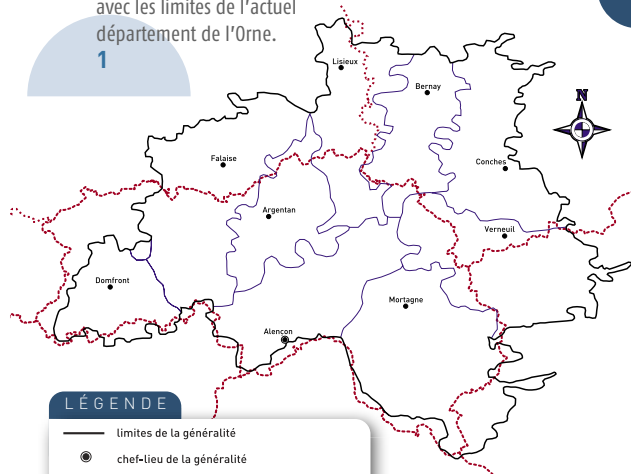 avec les limites de l'actuel
département de l'Orne.
1
Lisieux
Bernay
N
Falaise
Conches
Argentan
Verneuil
Domfront
Mortagne
Alençon
LÉGENDE
limites de la généralité
chef-lieu de la généralité